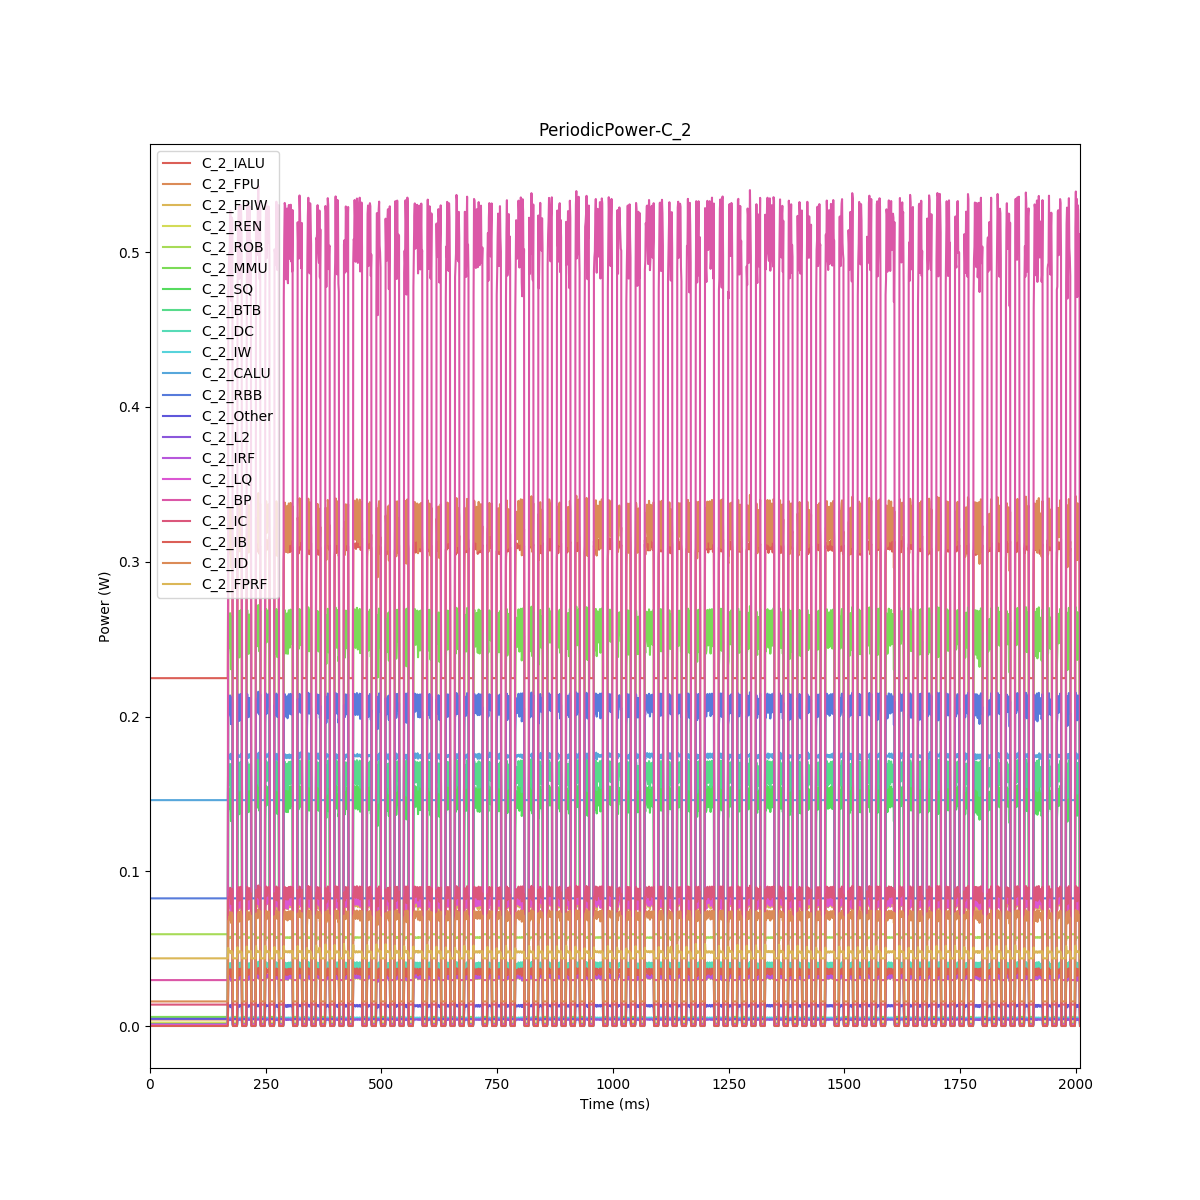 PeriodicPower-C_2
C_2_IALU
C_2_FPU
C_2_FPIW
C_2_REN
C_2_ROB
C_2_MMU
C_2_SQ
C_2_BTB
C_2_DC
C_2_IW
C_2_CALU
C_2_RBB
C_2_Other
C_2_L2
C_2_IRF
C_2_LQ
C_2_BP
C_2_IC
C_2_IB
C_2_ID
C_2_FPRF
0.5
0.4
0.3
0.2
0.1
0.0
Power (W)
0 250 500 750 1000 1250 1500 1750 2000
Time (ms)